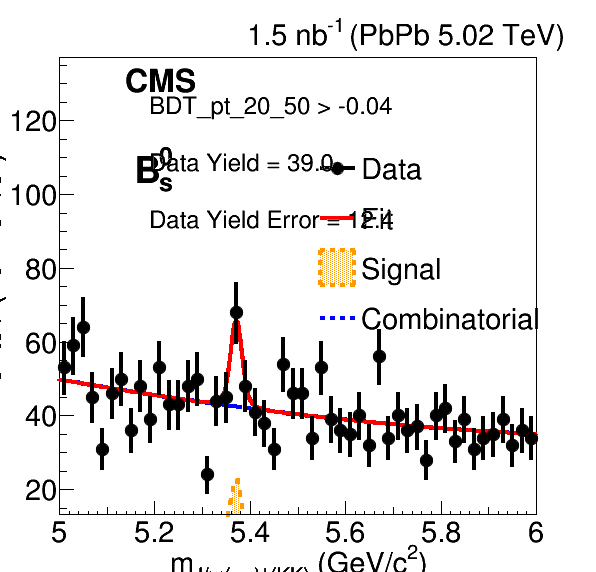 1.5 nb-1 (PbPb 5.02 TeV)
CMS
BDT_pt_20_50 > -0.04
Data Yield = 39.0
B0s
Data
Data Yield Error = 12.4
Fit
Signal
Combinatorial
120
100
80
60
40
20
5 5.2 5.4 5.6 5.8 6
(GeV/c2)